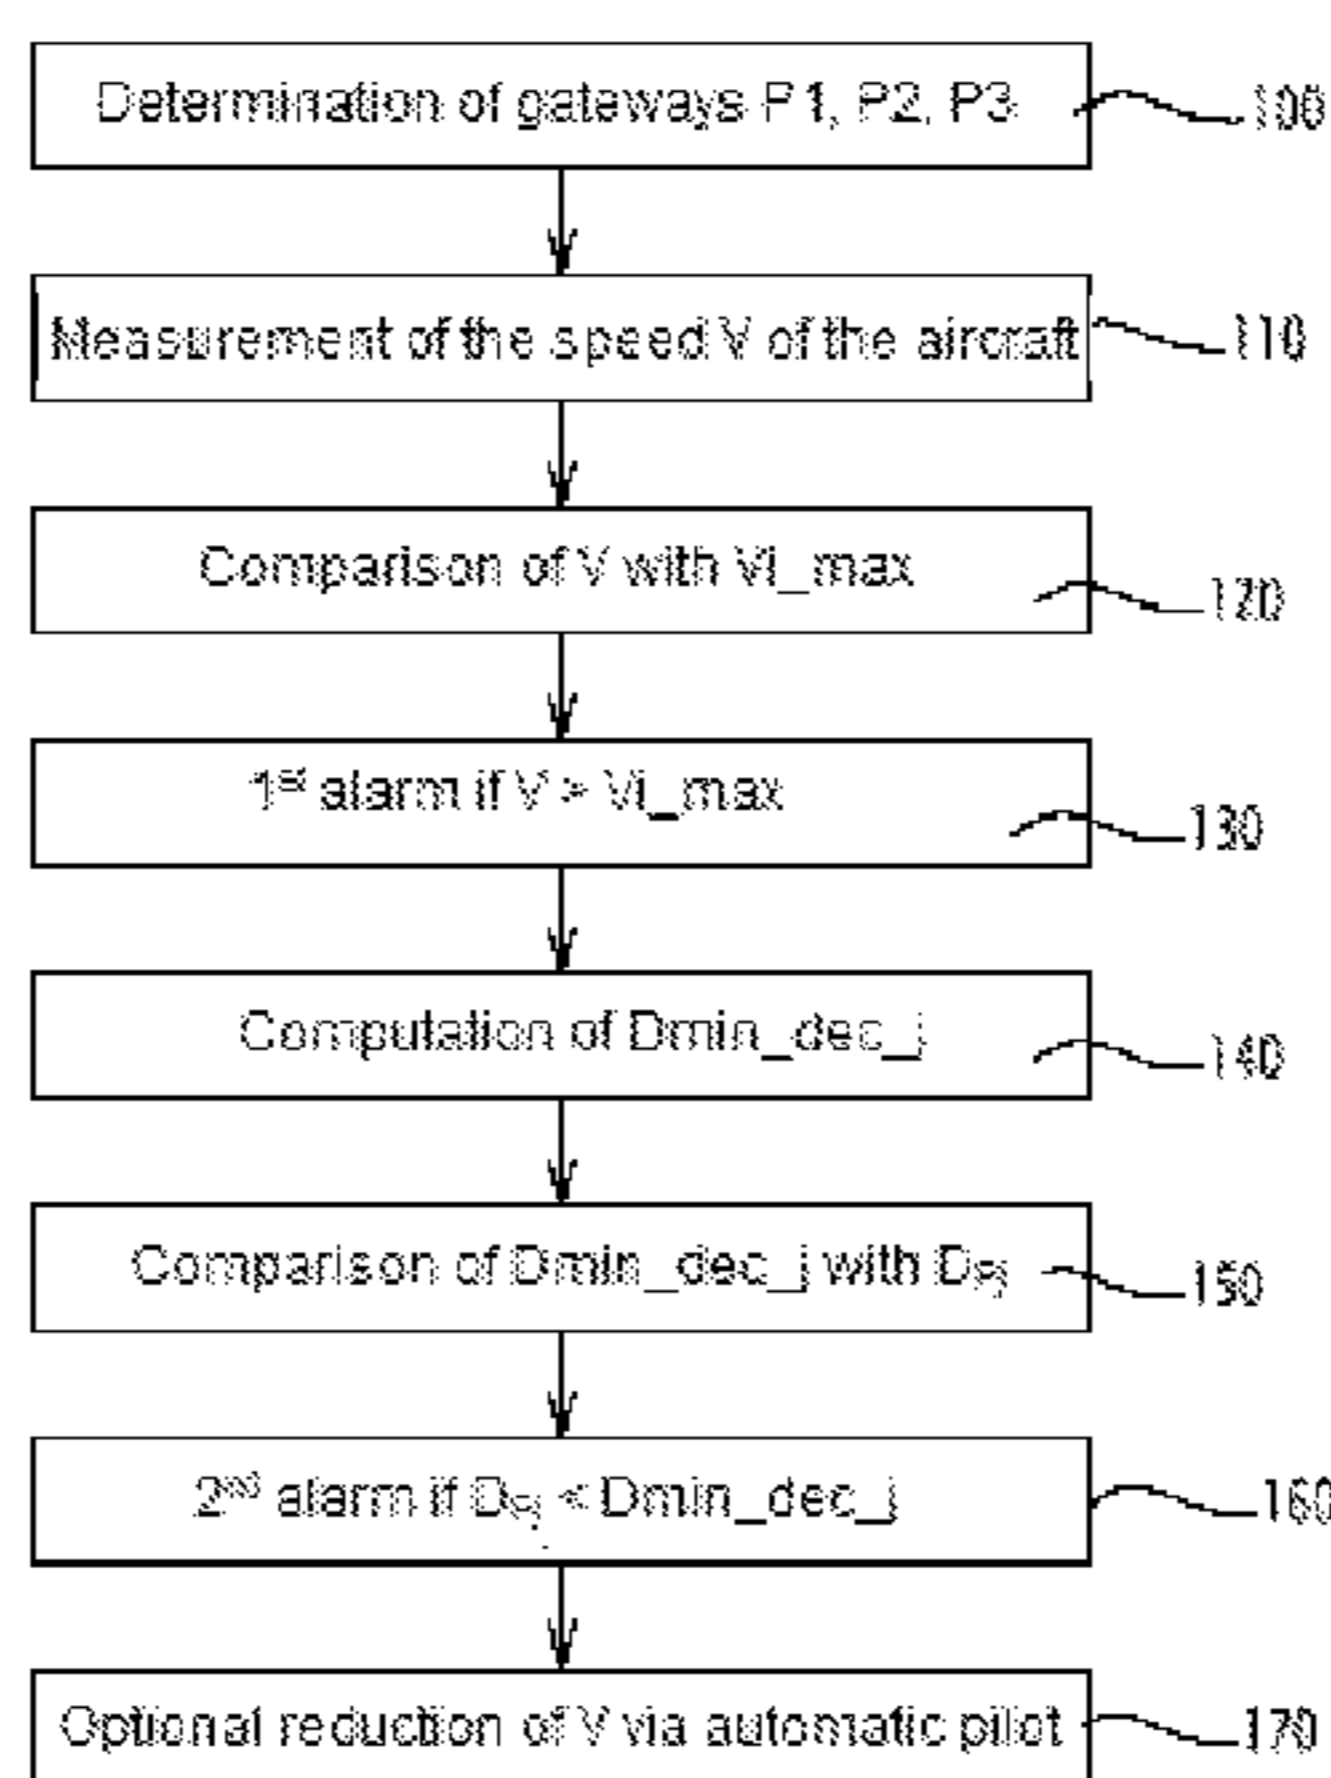 Determination of gateways P1, P2, P3
100
Measurement of the speed V of the aircraft
110
Comparison of V with Vi_max
120
1st alarm if V > Vi_max
130
Computation of Dmin_dec_j
140
Comparison of Dmin_dec_j with DPj
150
2nd alarm if DPj < Dmin_dec_j
160
Optional reduction of V via automatic pilot
170